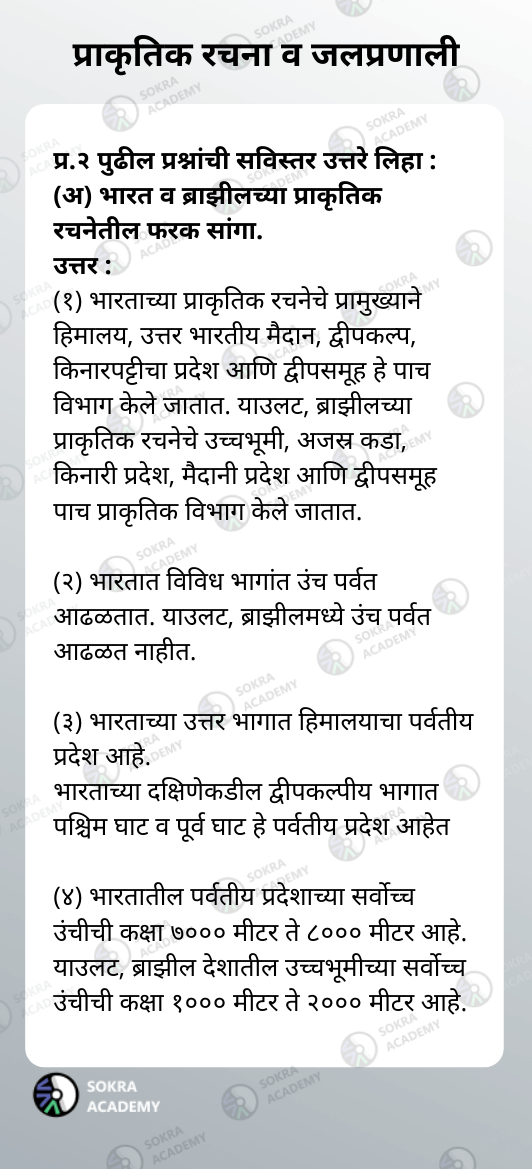 प्राकृतिक रचना व जलप्रणाली
प्र.२ पुढील प्रश्नांची सविस्तर उत्तरे लिहा :
(अ) भारत व ब्राझीलच्या प्राकृतिक
रचनेतील फरक सांगा.
उत्तर :
(१) भारताच्या प्राकृतिक रचनेचे प्रामुख्याने
हिमालय, उत्तर भारतीय मैदान, द्वीपकल्प,
किनारपट्टीचा प्रदेश आणि द्वीपसमूह हे पाच
विभाग केले जातात. याउलट, ब्राझीलच्या
प्राकृतिक रचनेचे उच्चभूमी, अजस्र कडा,
किनारी प्रदेश, मैदानी प्रदेश आणि द्वीपसमूह
पाच प्राकृतिक विभाग केले जातात.
(२) भारतात विविध भागांत उंच पर्वत
आढळतात. याउलट, ब्राझीलमध्ये उंच पर्वत
आढळत नाहीत.
(३) भारताच्या उत्तर भागात हिमालयाचा पर्वतीय
प्रदेश आहे.
भारताच्या दक्षिणेकडील द्वीपकल्पीय भागात
पश्चिम घाट व पूर्व घाट हे पर्वतीय प्रदेश आहेत
(४) भारतातील पर्वतीय प्रदेशाच्या सर्वोच्च
उंचीची कक्षा ७००० मीटर ते ८००० मीटर आहे.
याउलट, ब्राझील देशातील उच्चभूमीच्या सर्वोच्च
उंचीची कक्षा १००० मीटर ते २००० मीटर आहे.
SOKRA
ACADEMY